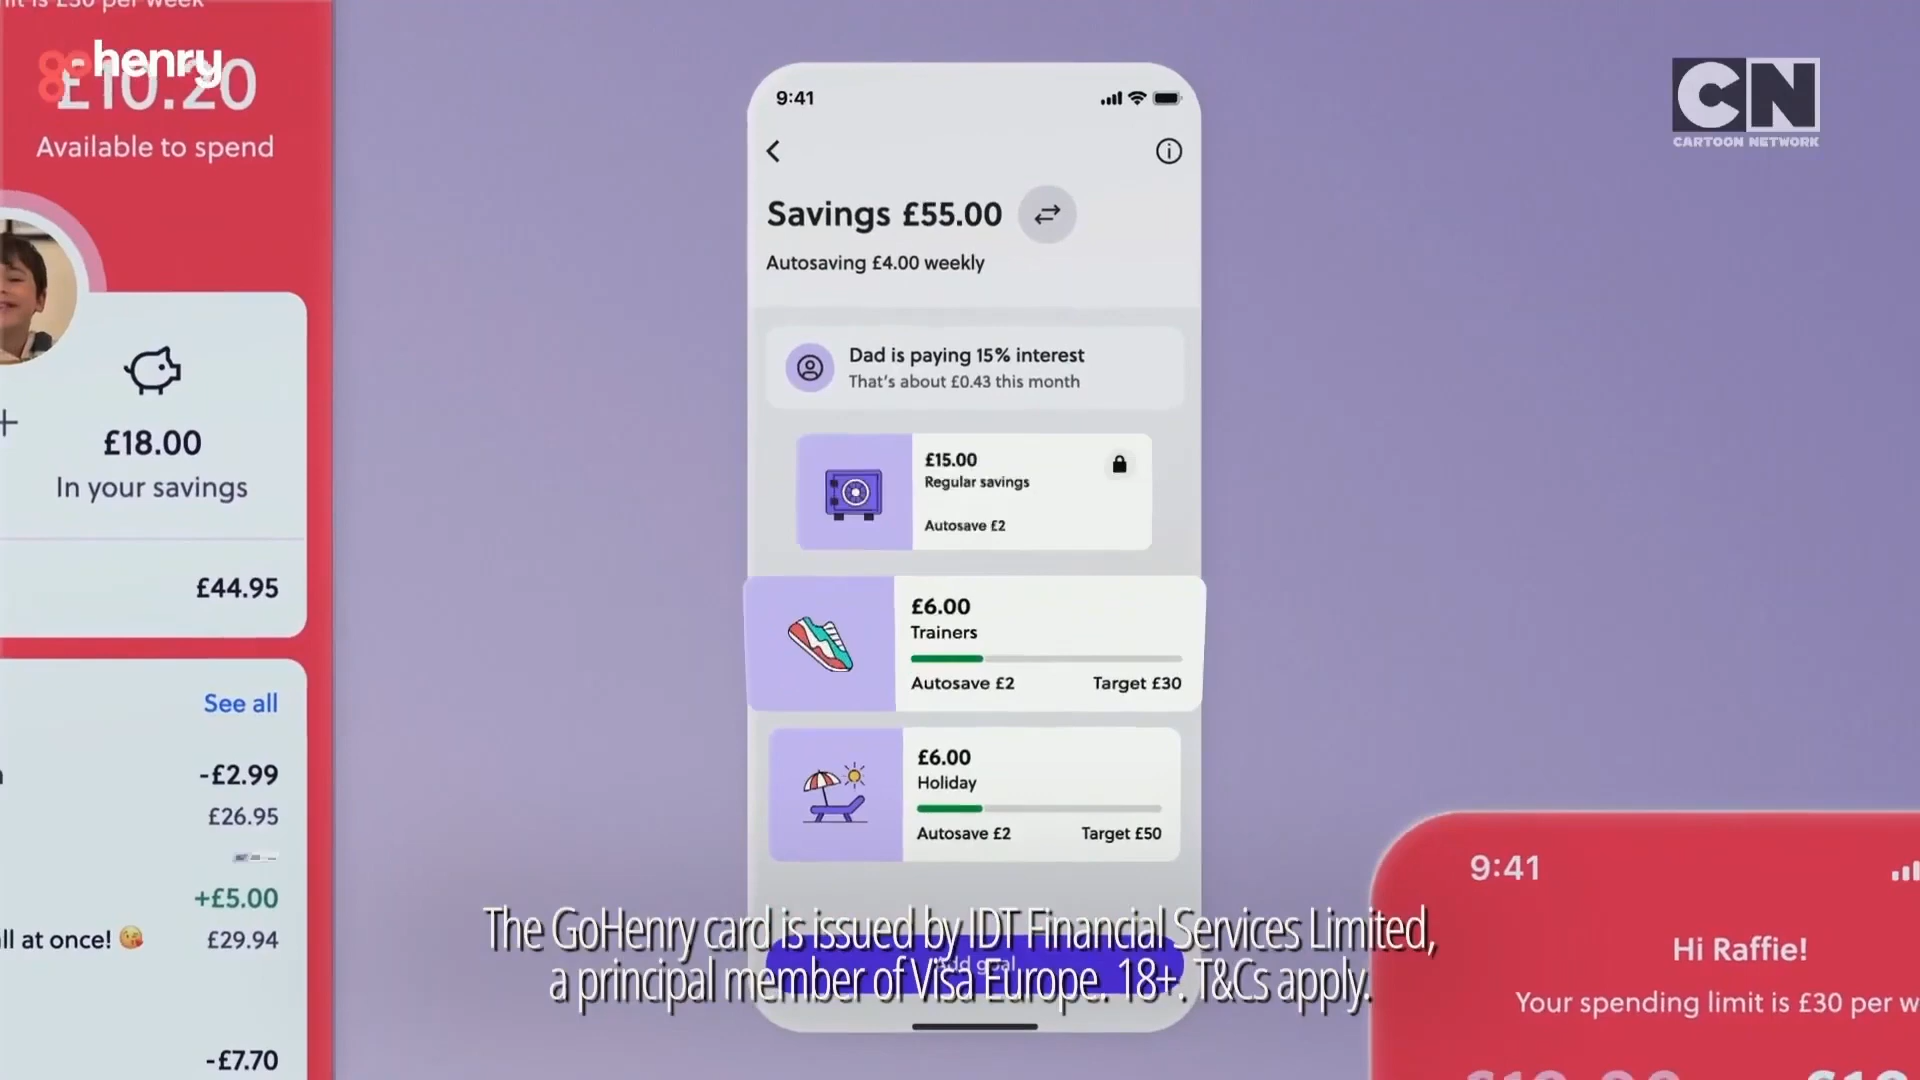 gohenry
£10.20
Available to spend
£18.00
In your savings
£44.95
See all
-£2.99
£26.95
+£5.00
ll at once! 😘
£29.94
-£7.70
9:41
Savings £55.00
Autosaving £4.00 weekly
Dad is paying 15% interest
That's about £0.43 this month
£15.00
Regular savings
Autosave £2
£6.00
Trainers
Autosave £2
Target £30
£6.00
Holiday
Autosave £2
Target £50
Add goal
The GoHenry card is issued by IDT Financial Services Limited,
a principal member of Visa Europe. 18+. T&Cs apply.
CN
CARTOON NETWORK
9:41
Hi Raffie!
Your spending limit is £30 per w